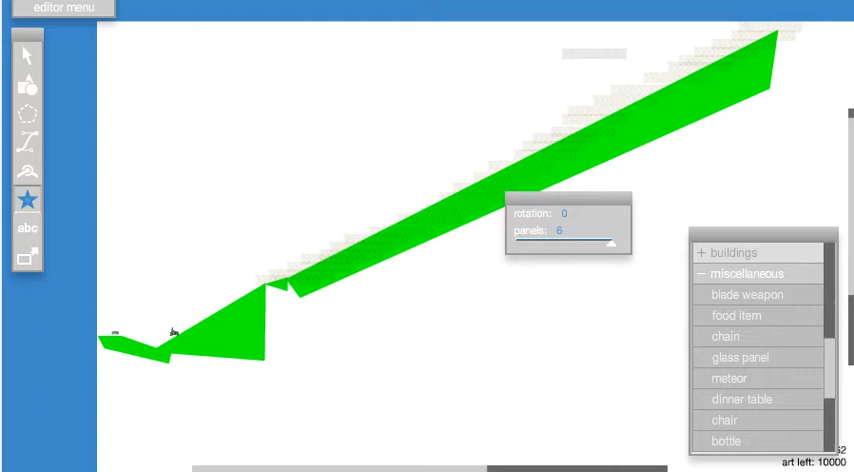 editor menu
abc
rotation: 0
panels: 6
+ buildings
− miscellaneous
blade weapon
food item
chain
glass panel
meteor
dinner table
chair
bottle
art left: 10000